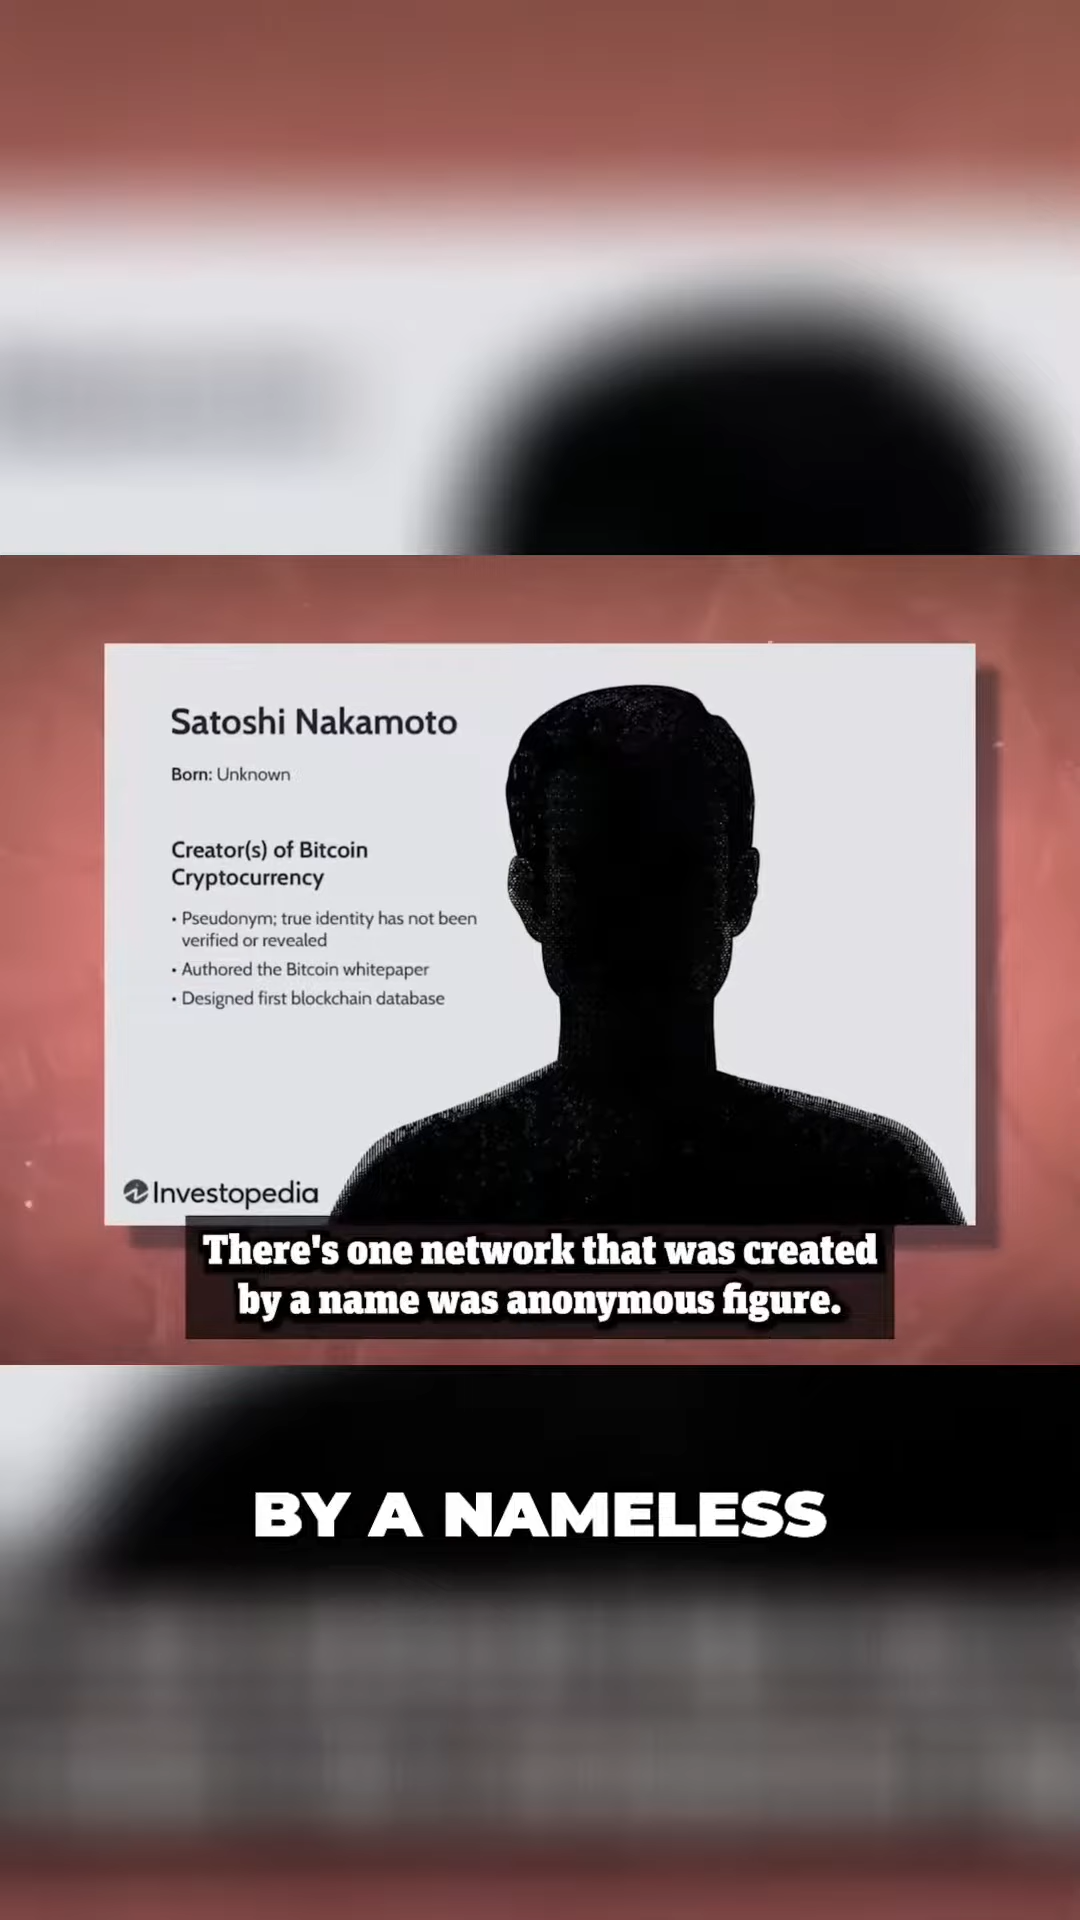 Satoshi Nakamoto
Born: Unknown
Creator(s) of Bitcoin
Cryptocurrency
• Pseudonym; true identity has not been
verified or revealed
• Authored the Bitcoin whitepaper
• Designed first blockchain database
Investopedia
There's one network that was created
by a name was anonymous figure.
BY A NAMELESS